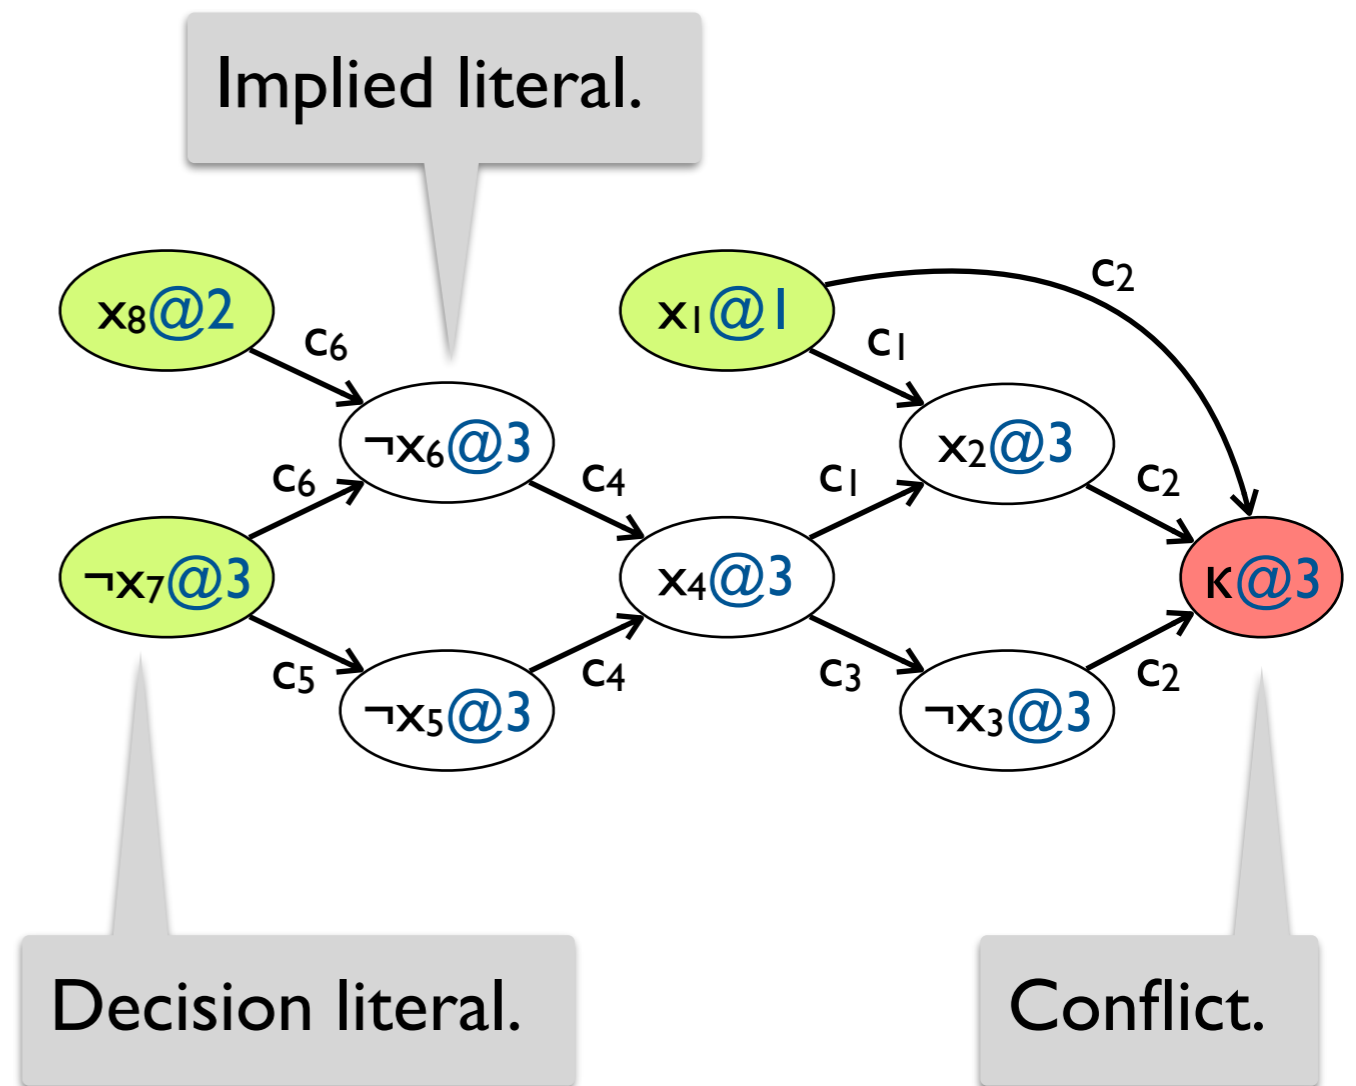 Implied literal.
x₈@2
x₁@1
c₂
c₆
c₁
¬x₆@3
x₂@3
c₆
c₄
c₁
c₂
¬x₇@3
x₄@3
κ@3
c₅
c₄
c₃
c₂
¬x₅@3
¬x₃@3
Decision literal.
Conflict.